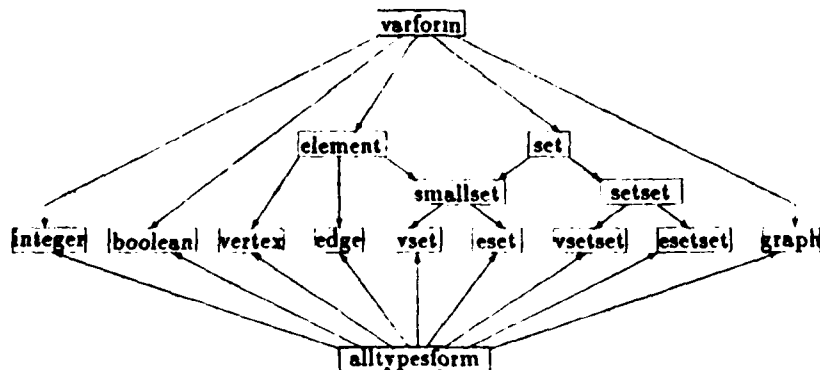 varform
element set
smallset setset
integer boolean vertex edge vset eset vsetset esetset graph
alltypesform